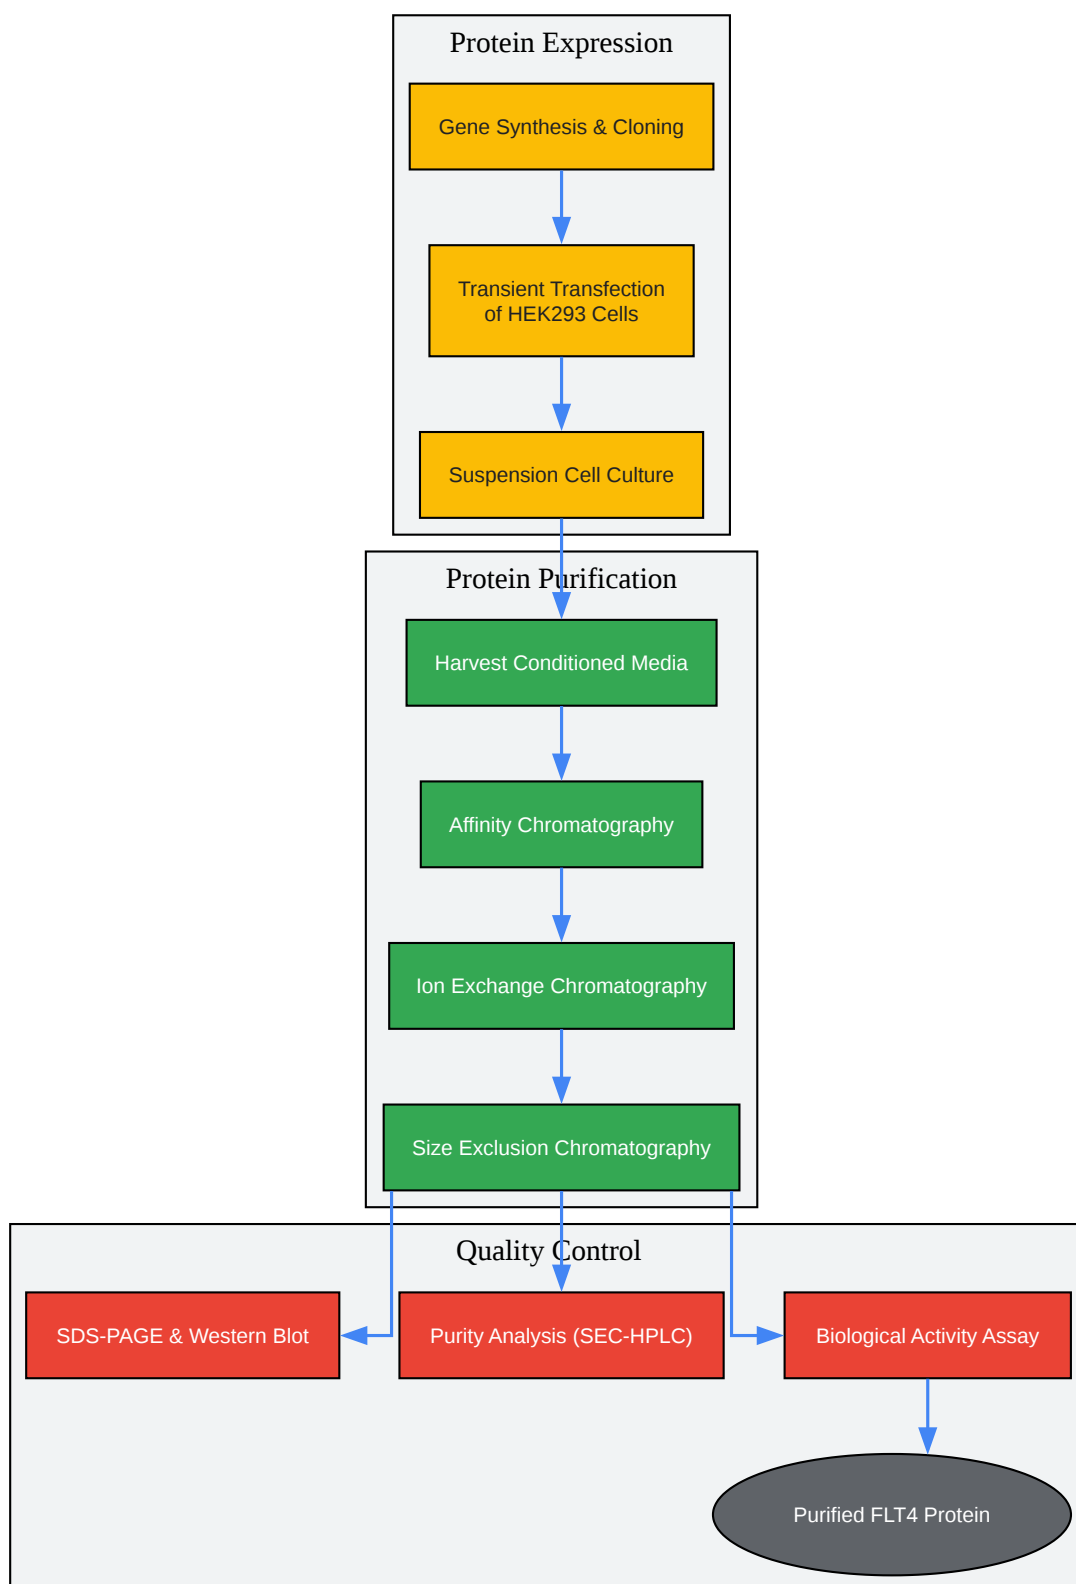 Protein Expression
Gene Synthesis & Cloning
Transient Transfection
of HEK293 Cells
Suspension Cell Culture
Protein Purification
Harvest Conditioned Media
Affinity Chromatography
Ion Exchange Chromatography
Size Exclusion Chromatography
Quality Control
SDS-PAGE & Western Blot
Purity Analysis (SEC-HPLC)
Biological Activity Assay
Purified FLT4 Protein